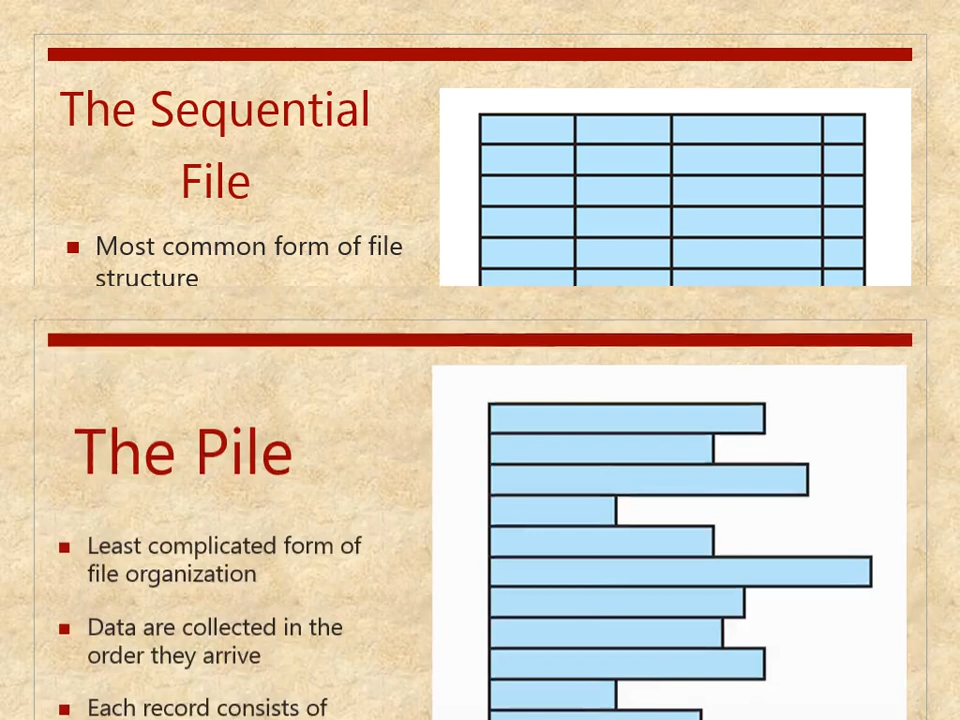 The Sequential
File
Most common form of file
structure
The Pile
Least complicated form of
file organization
Data are collected in the
order they arrive
Each record consists of